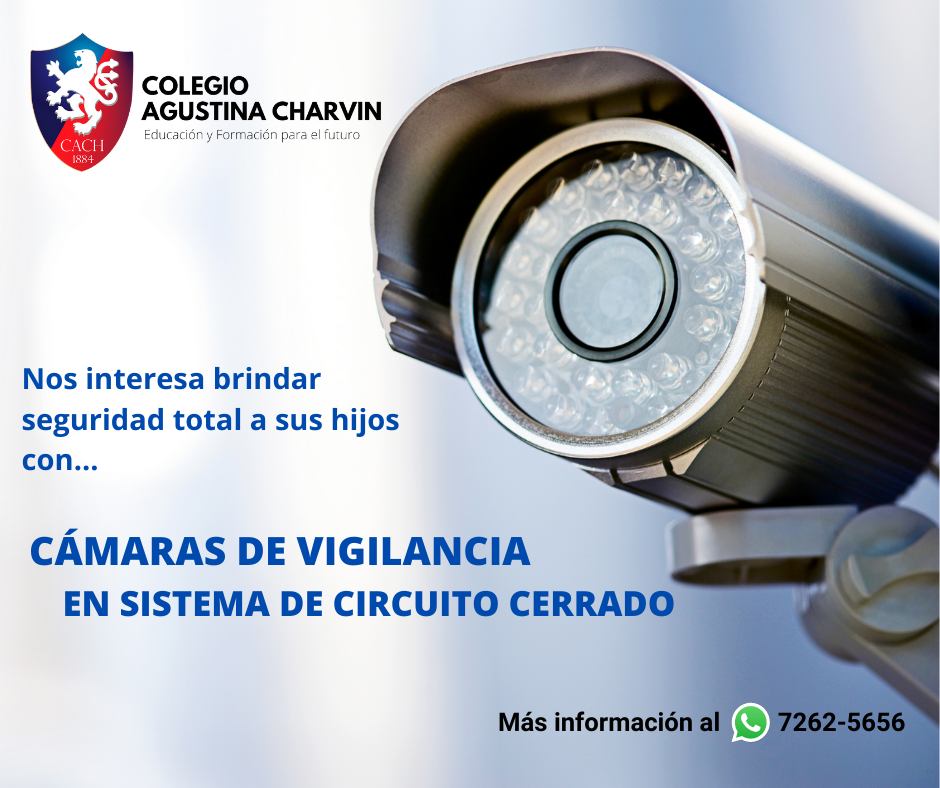 COLEGIO
AGUSTINA CHARVIN
Educación y Formación para el futuro
CACH
1884
Nos interesa brindar
seguridad total a sus hijos
con...
CÁMARAS DE VIGILANCIA
EN SISTEMA DE CIRCUITO CERRADO
Más información al 7262-5656